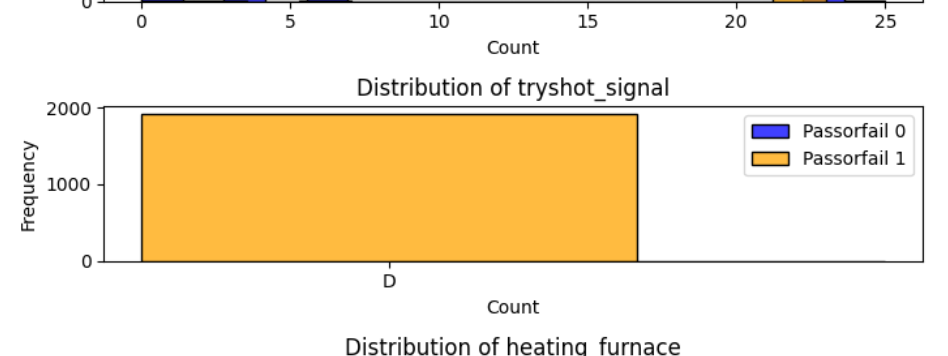 0
0 5 10 15 20 25
Count
Distribution of tryshot_signal
2000
1000
0
Frequency
Passorfail 0
Passorfail 1
D
Count
Distribution of heating_furnace